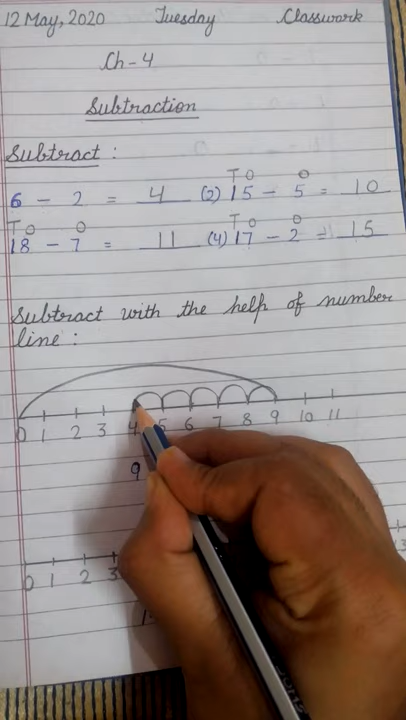 12 May, 2020 Tuesday Classwork
Ch-4
Subtraction
Subtract :
6 - 2 = 4 (2) 15 - 5 = 10
T O O T O O
18 - 7 = 11 (4) 17 - 2 = 15
Subtract with the help of number
line :
0 1 2 3 4 5 6 7 8 9 10 11
9
0 1 2 3